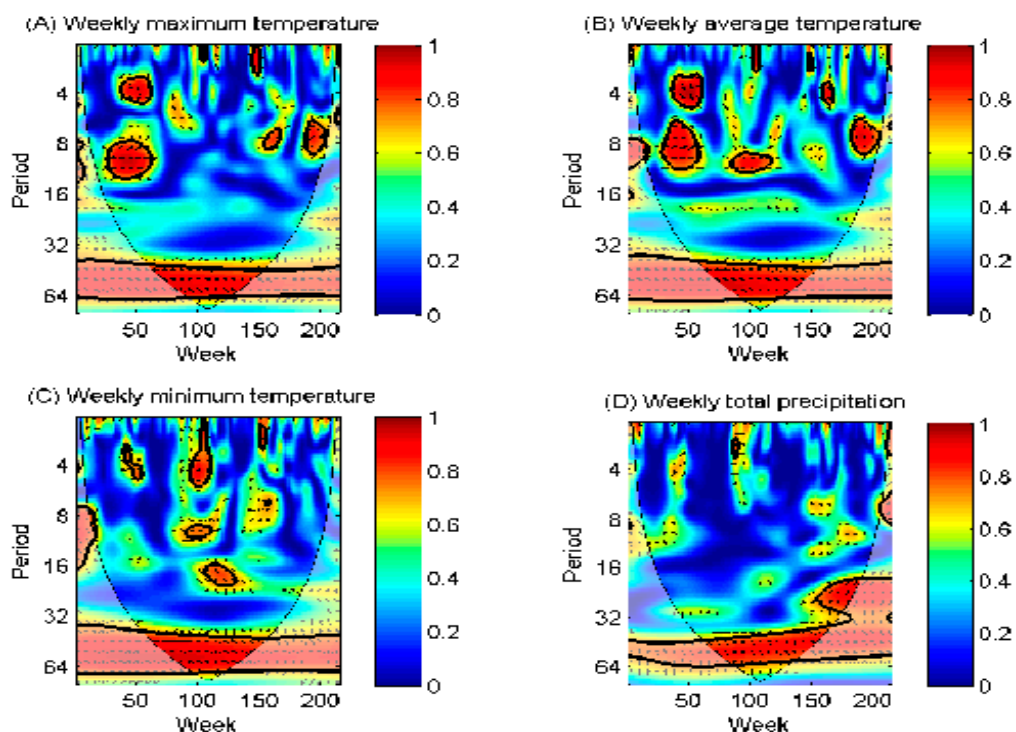 (A) Weekly maximum temperature
(B) Weekly average temperature
Period
4
8
16
32
64
50 100 150 200
Week
1
0.8
0.6
0.4
0.2
0
Period
4
8
16
32
64
50 100 150 200
Week
1
0.8
0.6
0.4
0.2
0
(C) Weekly minimum temperature
(D) Weekly total precipitation
Period
4
8
16
32
64
50 100 150 200
Week
1
0.8
0.6
0.4
0.2
0
Period
4
8
16
32
64
50 100 150 200
Week
1
0.8
0.6
0.4
0.2
0